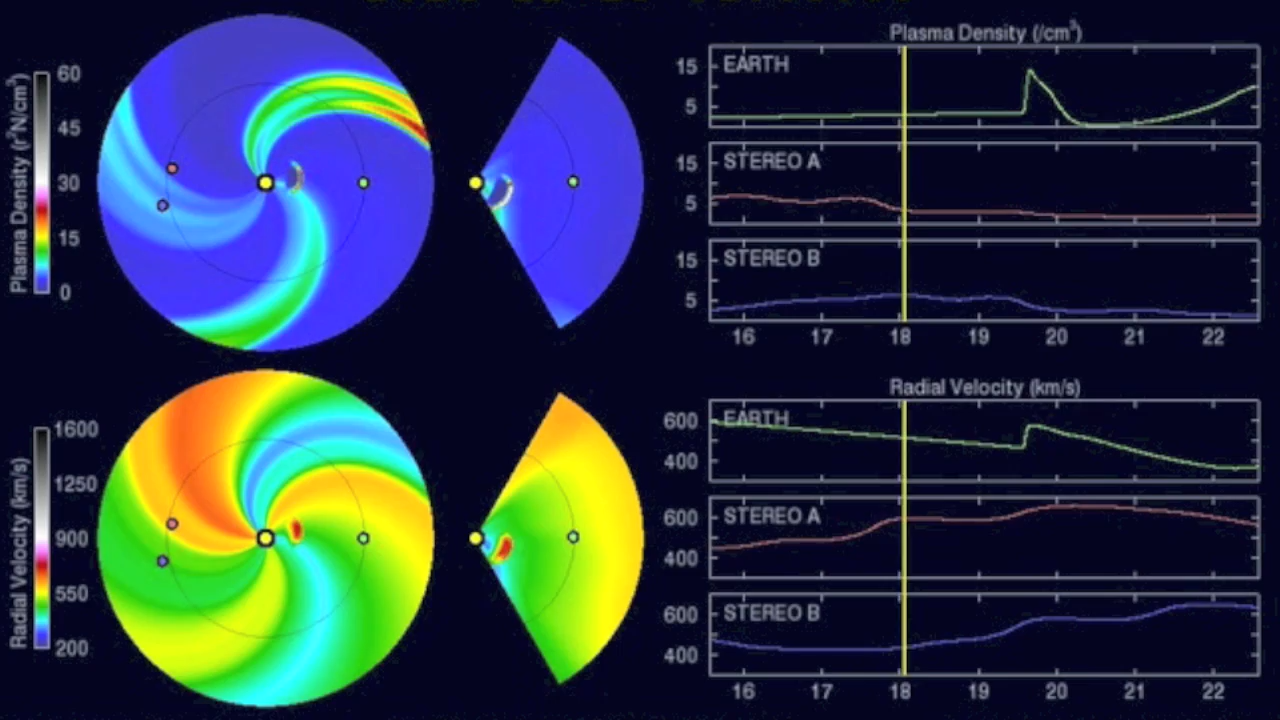 Plasma Density (r²N/cm³)
60
45
30
15
0
Plasma Density (/cm³)
15
5
EARTH
15
5
STEREO A
15
5
STEREO B
16 17 18 19 20 21 22
Radial Velocity (km/s)
1600
1250
900
550
200
Radial Velocity (km/s)
600
400
EARTH
600
400
STEREO A
600
400
STEREO B
16 17 18 19 20 21 22